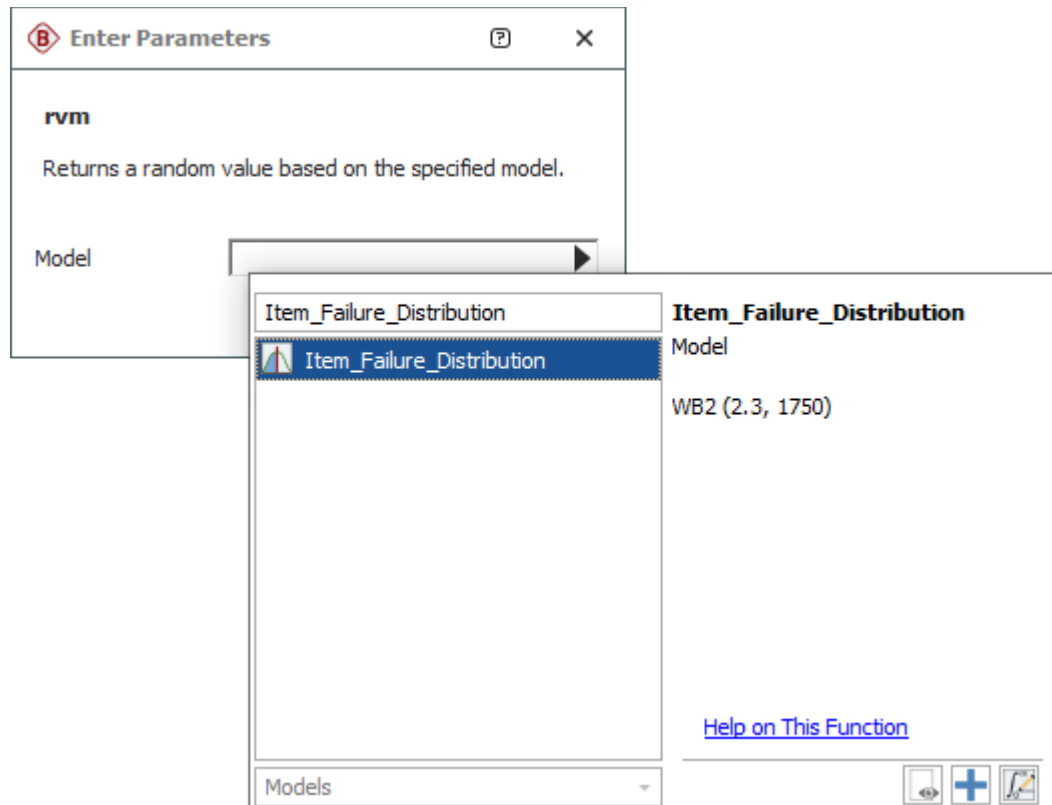 B Enter Parameters ?
rvm
Returns a random value based on the specified model.
Model
Item_Failure_Distribution
Item_Failure_Distribution
Item_Failure_Distribution
Model
WB2 (2.3, 1750)
Help on This Function
Models